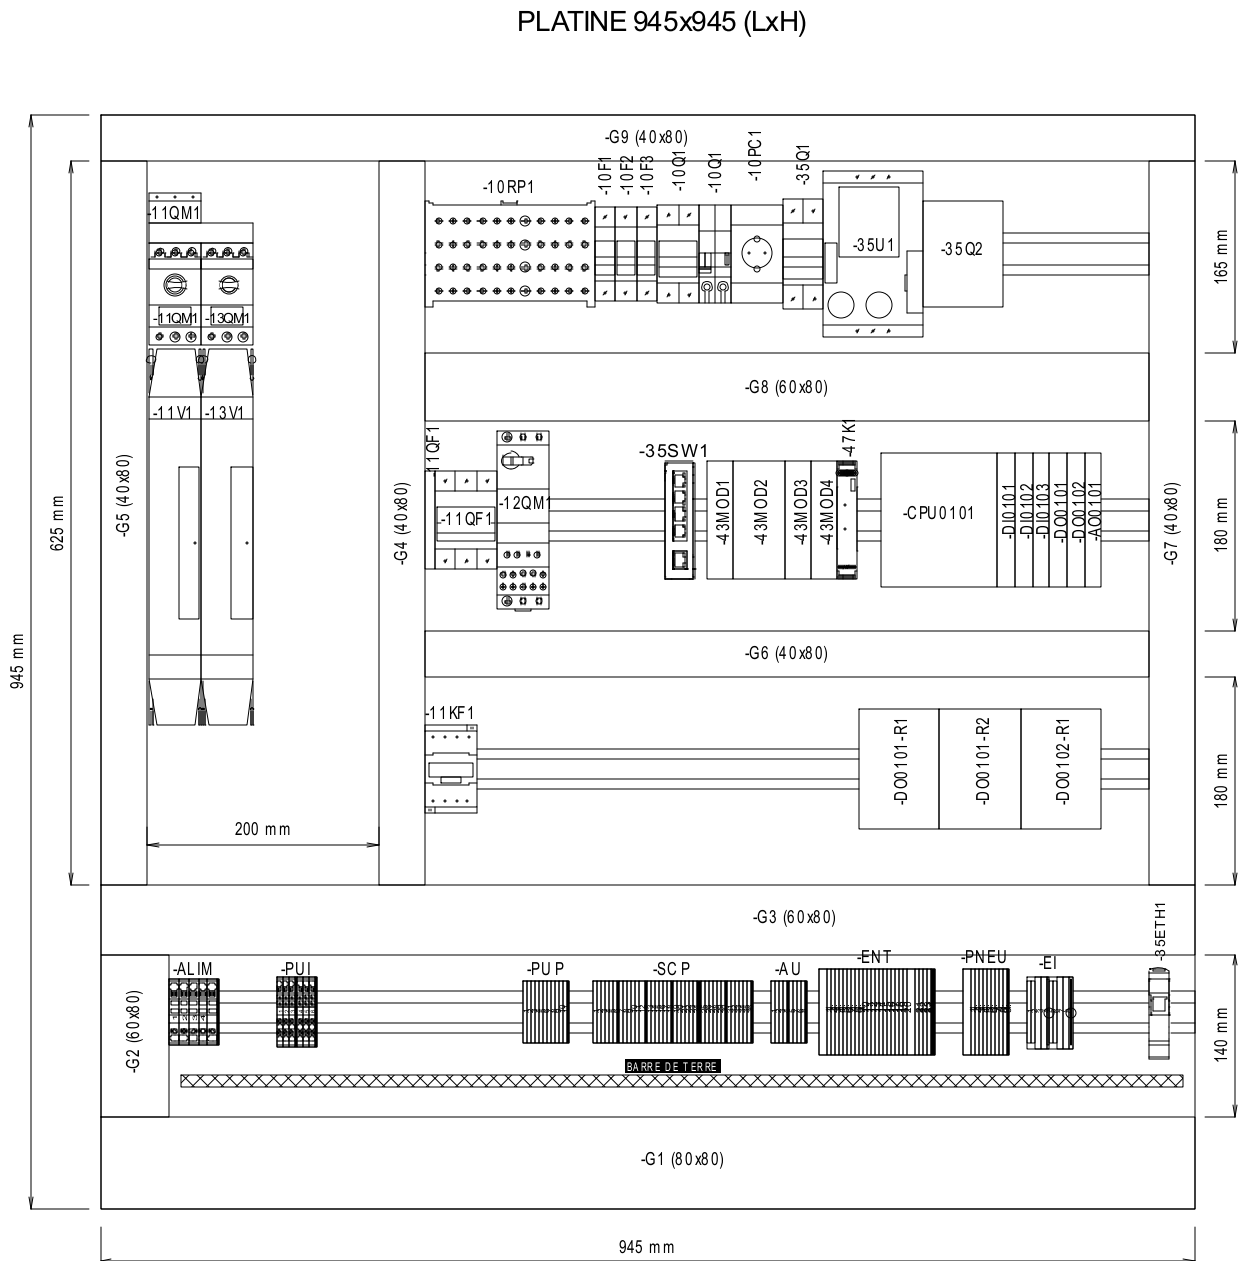 PLATINE 945x945 (LxH)
-G9 (40x80)
-10F1
-10F2
-10F3
-10Q1
-10Q1
-10PC1
-35Q1
-10RP1
-11QM1
-35U1
-35Q2
165 mm
-11QM1
-13QM1
-G8 (60x80)
-11V1
-13V1
-11QF1
-47K1
-35SW1
-G5 (40x80)
625 mm
-G4 (40x80)
-11QF1
-12QM1
-43MOD1
-43MOD2
-43MOD3
-43MOD4
-CPU0101
-DI0101
-DI0102
-DI0103
-DO0101
-DO0102
-AO0101
-G7 (40x80)
180 mm
945 mm
-G6 (40x80)
-11KF1
-DO0101-R1
-DO0101-R2
-DO0102-R1
180 mm
200 mm
-G3 (60x80)
-35ETH1
-ALIM
-PUI
-PUP
-SCP
-AU
-ENT
-PNEU
-EI
-G2 (60x80)
140 mm
BARRE DE TERRE
-G1 (80x80)
945 mm